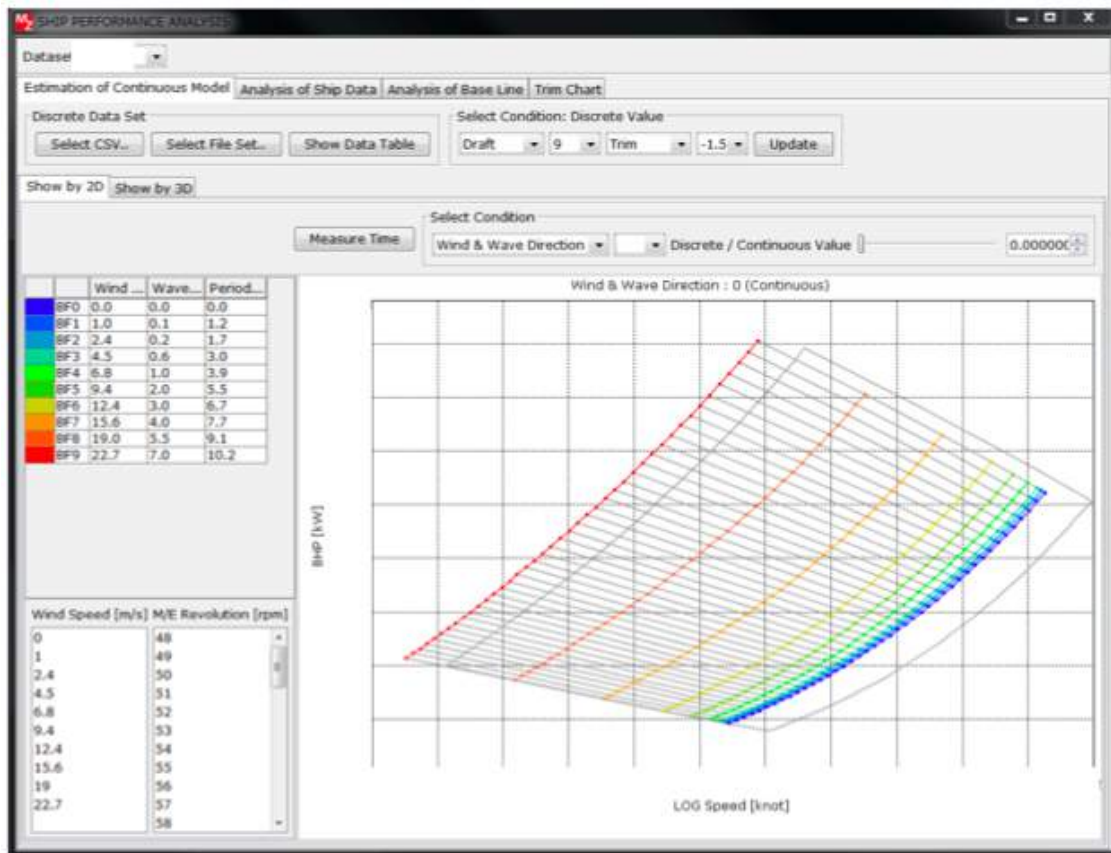 SHIP PERFORMANCE ANALYSIS
Dataset
Estimation of Continuous Model Analysis of Ship Data Analysis of Base Line Trim Chart
Discrete Data Set Select Condition: Discrete Value
Select CSV... Select File Set... Show Data Table Draft 9 Trim -1.5 Update
Show by 2D Show by 3D
Select Condition
Measure Time Wind & Wave Direction Discrete / Continuous Value 0.000000
Wind ... Wave... Period...
BF0 0.0 0.0 0.0
BF1 1.0 0.1 1.2
BF2 2.4 0.2 1.7
BF3 4.5 0.6 3.0
BF4 6.8 1.0 3.9
BF5 9.4 2.0 5.5
BF6 12.4 3.0 6.7
BF7 15.6 4.0 7.7
BF8 19.0 5.5 9.1
BF9 22.7 7.0 10.2
Wind & Wave Direction : 0 (Continuous)
BHP [kW]
LOG Speed [knot]
Wind Speed [m/s] M/E Revolution [rpm]
0 48
1 49
2.4 50
4.5 51
6.8 52
9.4 53
12.4 54
15.6 55
19 56
22.7 57
58